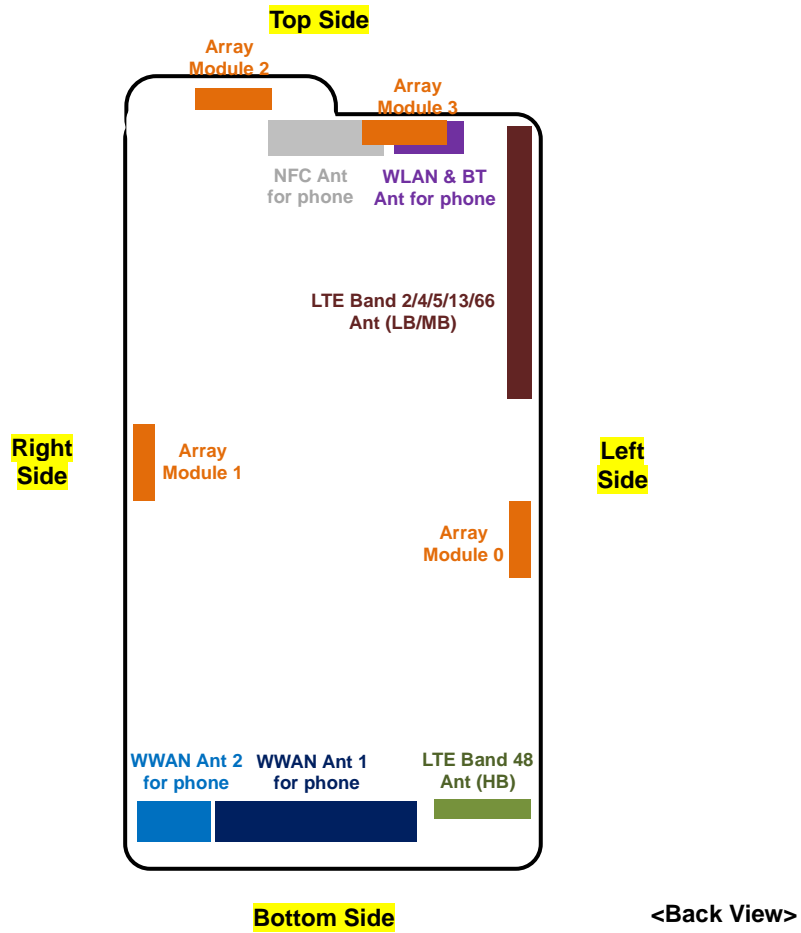 Top Side
Array
Module 2
Array
Module 3
NFC Ant
for phone
WLAN & BT
Ant for phone
LTE Band 2/4/5/13/66
Ant (LB/MB)
Right
Side
Array
Module 1
Left
Side
Array
Module 0
WWAN Ant 2
for phone
WWAN Ant 1
for phone
LTE Band 48
Ant (HB)
Bottom Side
<Back View>